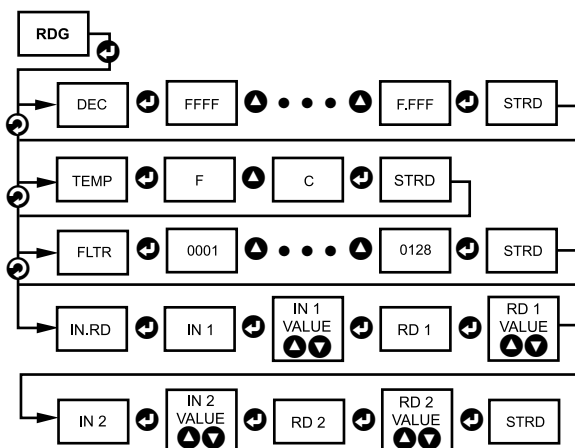 RDG
DEC FFFF F.FFF STRD
TEMP F C STRD
FLTR 0001 0128 STRD
IN.RD IN 1 IN 1 VALUE RD 1 RD 1 VALUE
IN 2 IN 2 VALUE RD 2 RD 2 VALUE STRD